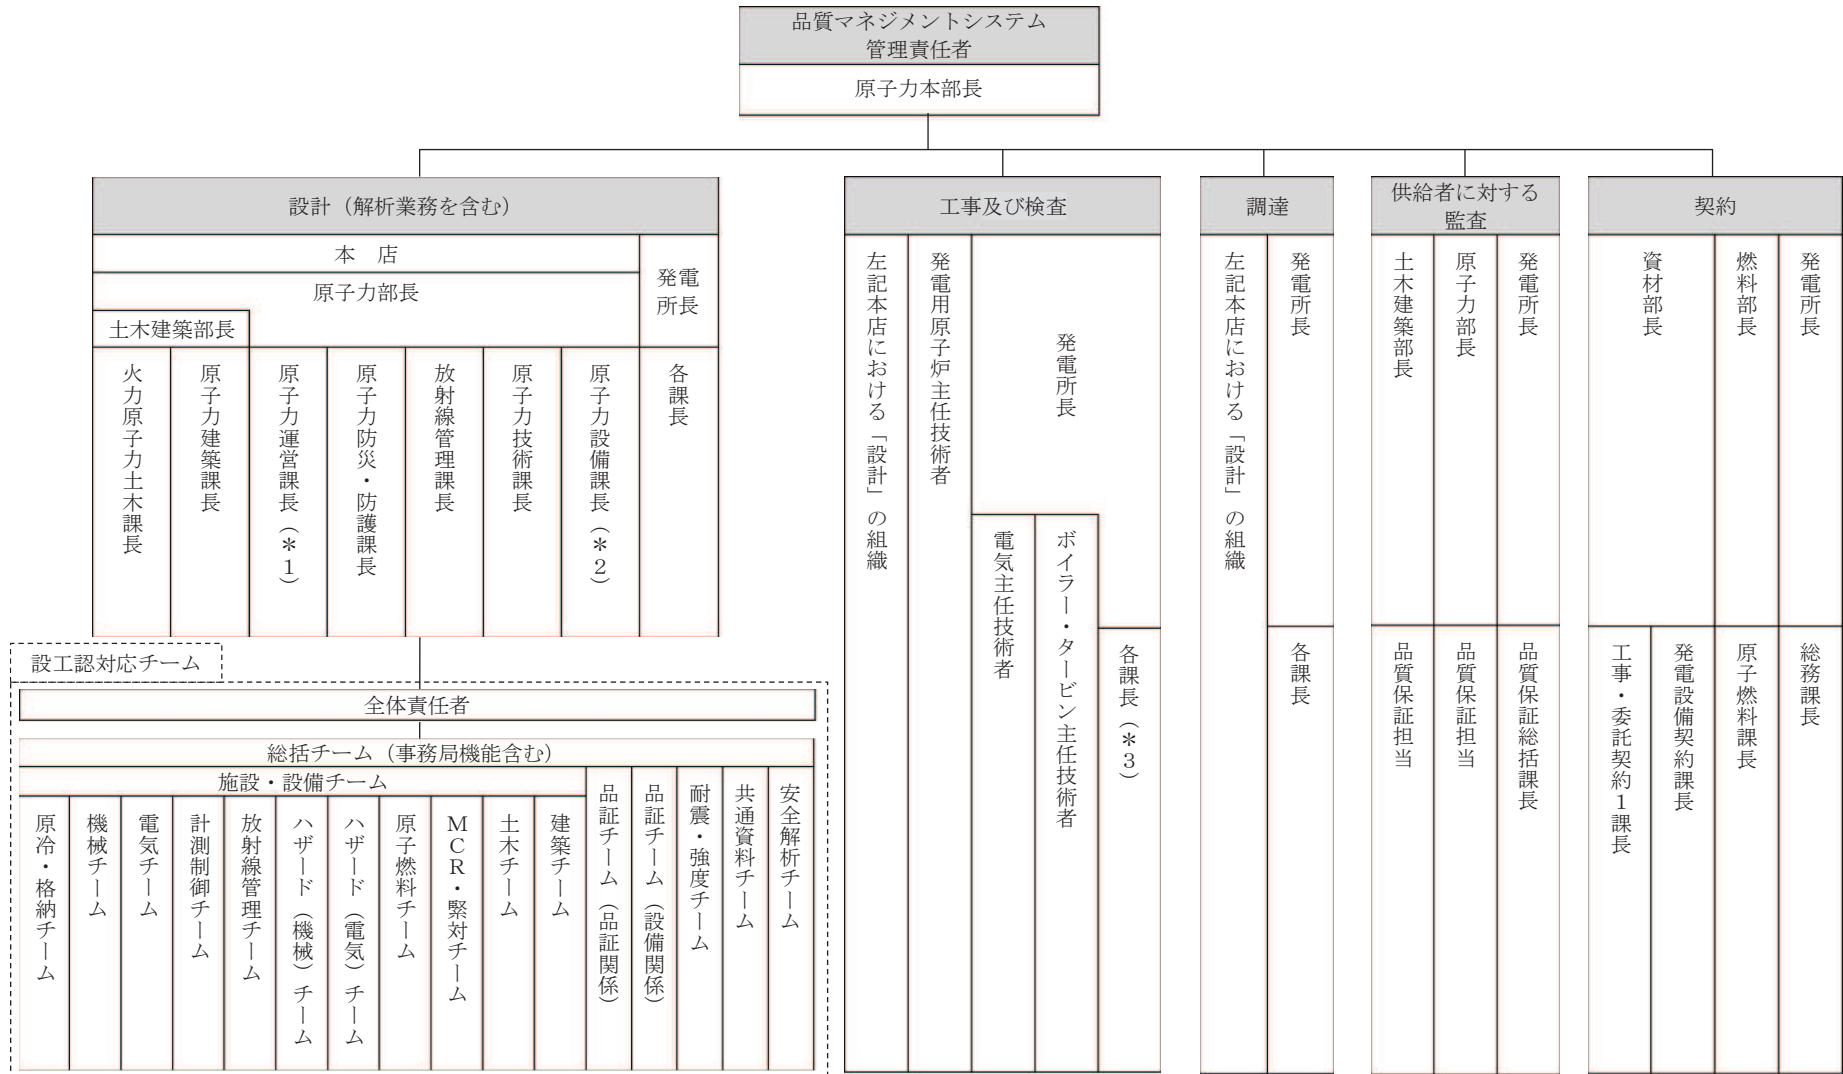 品質マネジメントシステム
管理責任者
原子力本部長
設計（解析業務を含む）
本　店
原子力部長
土木建築部長
発電
所長
火力原子力土木課長
原子力建築課長
原子力運営課長（＊１）
原子力防災・防護課長
放射線管理課長
原子力技術課長
原子力設備課長（＊２）
各課長
設工認対応チーム
全体責任者
総括チーム（事務局機能含む）
施設・設備チーム
原冷・格納チーム
機械チーム
電気チーム
計測制御チーム
放射線管理チーム
ハザード（機械）チーム
ハザード（電気）チーム
原子燃料チーム
ＭＣＲ・緊対チーム
土木チーム
建築チーム
品証チーム（品証関係）
品証チーム（設備関係）
耐震・強度チーム
共通資料チーム
安全解析チーム
工事及び検査
左記本店における「設計」の組織
発電用原子炉主任技術者
発電所長
電気主任技術者
ボイラー・タービン主任技術者
各課長（＊３）
調達
左記本店における「設計」の組織
発電所長
各課長
供給者に対する
監査
土木建築部長
原子力部長
発電所長
品質保証担当
品質保証担当
品質保証総括課長
契約
資材部長
燃料部長
発電所長
工事・委託契約１課長
発電設備契約課長
原子燃料課長
総務課長